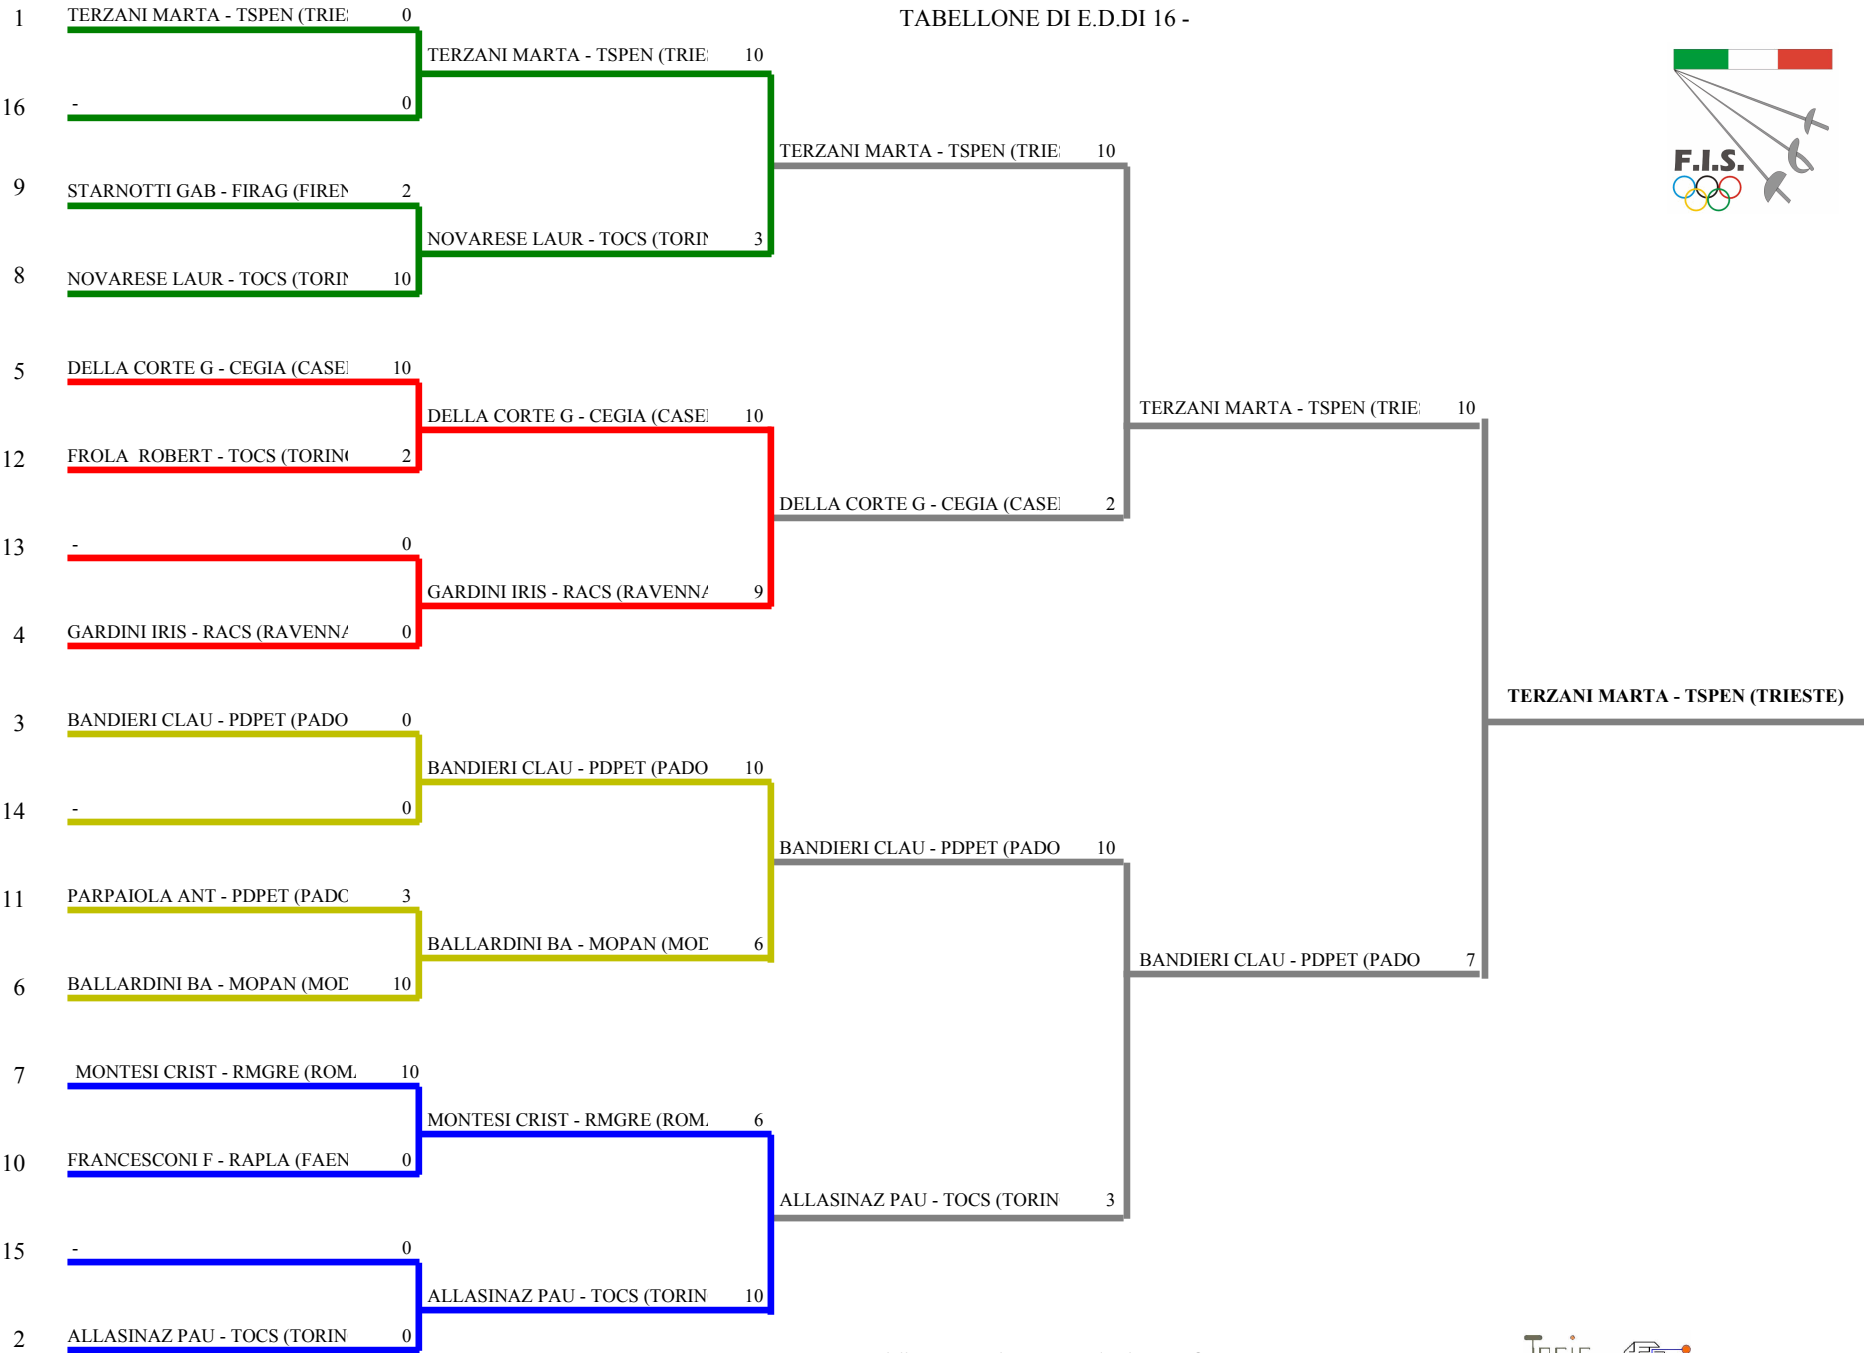 TABELLONE DI E.D.DI 16 -
F.I.S.
1 TERZANI MARTA - TSPEN (TRIE 0
16 - 0
9 STARNOTTI GAB - FIRAG (FIREN 2
8 NOVARESE LAUR - TOCS (TORIN 10
5 DELLA CORTE G - CEGIA (CASE 10
12 FROLA ROBERT - TOCS (TORIN 2
13 - 0
4 GARDINI IRIS - RACS (RAVENNA 0
3 BANDIERI CLAU - PDPET (PADO 0
14 - 0
11 PARPAIOLA ANT - PDPET (PADO 3
6 BALLARDINI BA - MOPAN (MOD 10
7 MONTESI CRIST - RMGRE (ROM 10
10 FRANCESCONI F - RAPLA (FAEN 0
15 - 0
2 ALLASINAZ PAU - TOCS (TORIN 0
TERZANI MARTA - TSPEN (TRIE 10
NOVARESE LAUR - TOCS (TORIN 3
DELLA CORTE G - CEGIA (CASE 10
GARDINI IRIS - RACS (RAVENNA 9
BANDIERI CLAU - PDPET (PADO 10
BALLARDINI BA - MOPAN (MOD 6
MONTESI CRIST - RMGRE (ROM 6
ALLASINAZ PAU - TOCS (TORIN 10
TERZANI MARTA - TSPEN (TRIE 10
DELLA CORTE G - CEGIA (CASE 2
BANDIERI CLAU - PDPET (PADO 10
ALLASINAZ PAU - TOCS (TORIN 3
TERZANI MARTA - TSPEN (TRIE 10
BANDIERI CLAU - PDPET (PADO 7
TERZANI MARTA - TSPEN (TRIESTE)